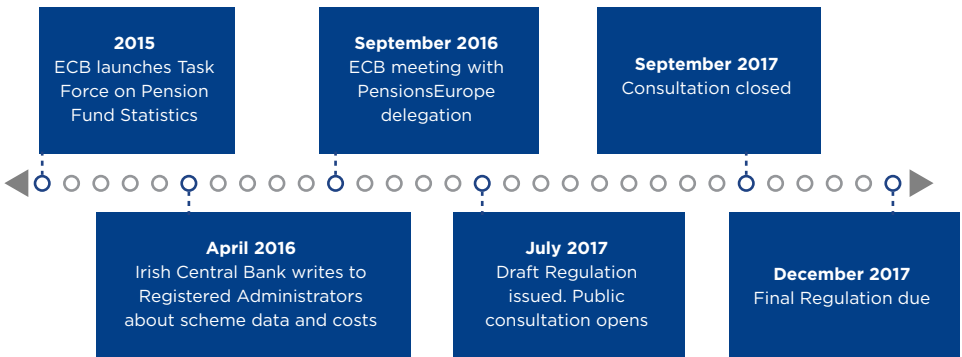 2015
ECB launches Task
Force on Pension
Fund Statistics
April 2016
Irish Central Bank writes to
Registered Administrators
about scheme data and costs
September 2016
ECB meeting with
PensionsEurope
delegation
July 2017
Draft Regulation
issued. Public
consultation opens
September 2017
Consultation closed
December 2017
Final Regulation due